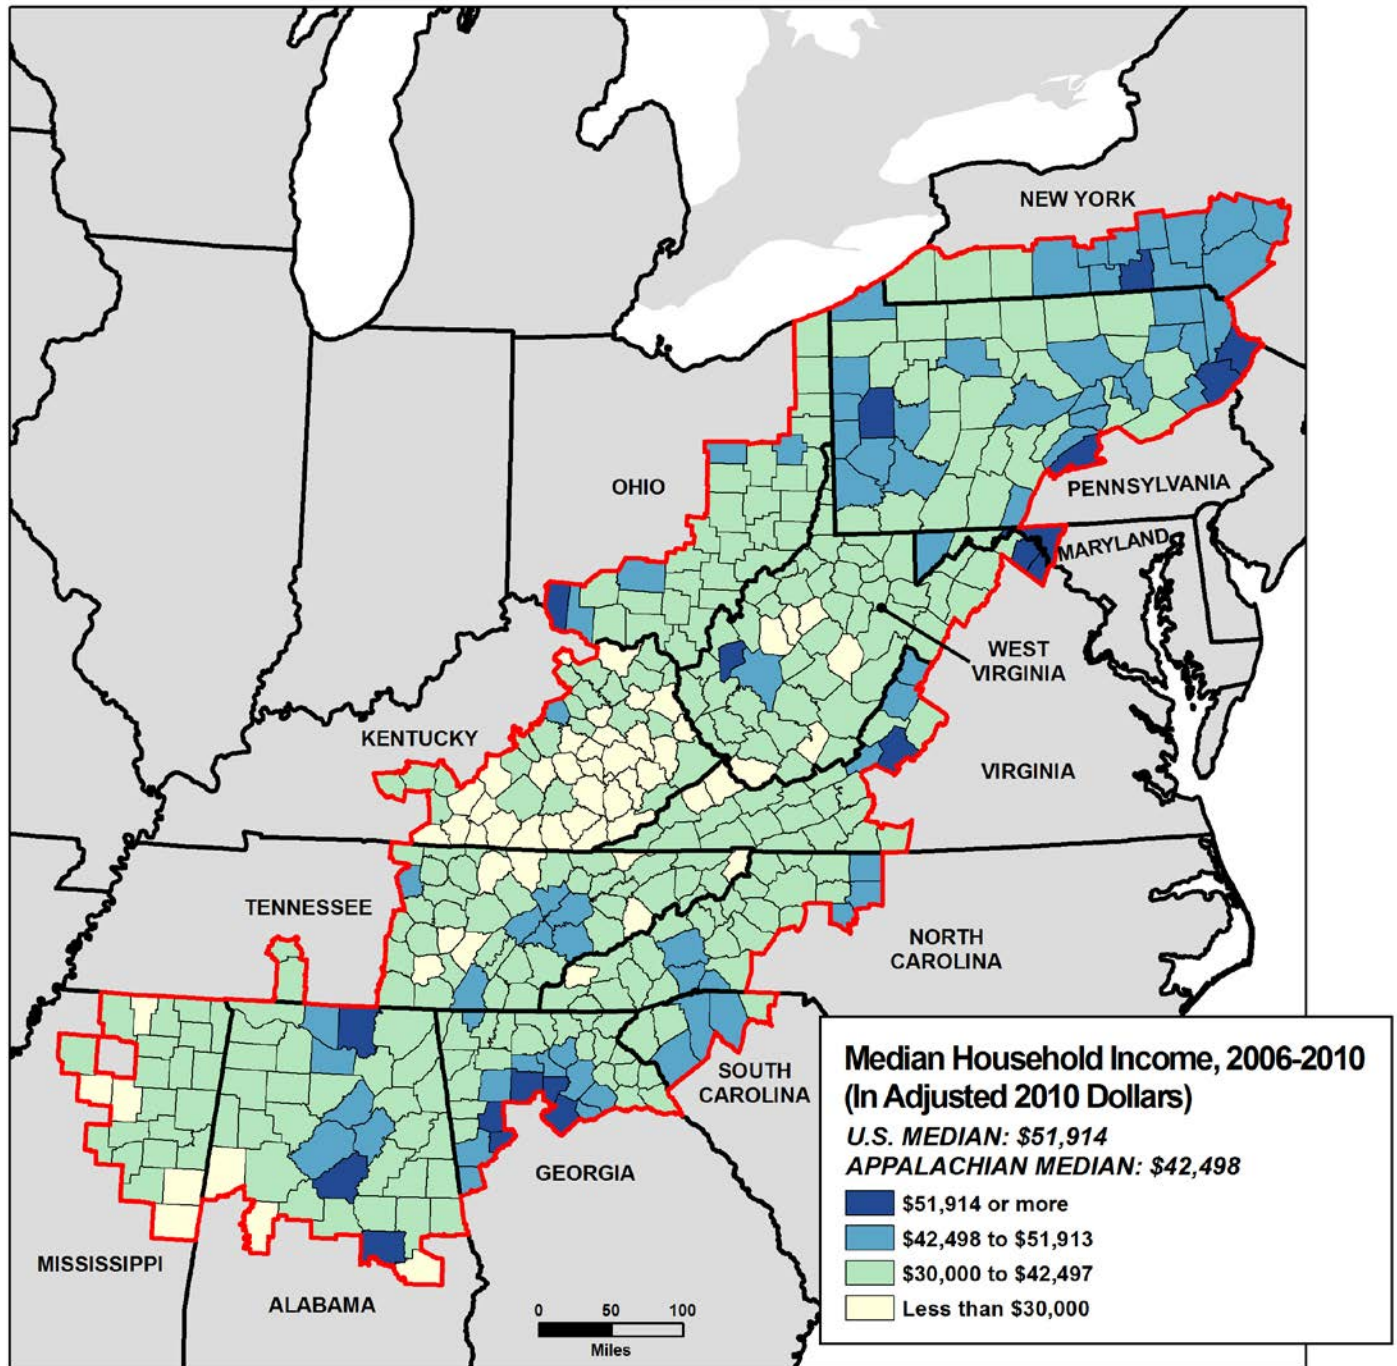 NEW YORK
OHIO
PENNSYLVANIA
MARYLAND
WEST
VIRGINIA
KENTUCKY
VIRGINIA
TENNESSEE
NORTH
CAROLINA
SOUTH
CAROLINA
GEORGIA
MISSISSIPPI
ALABAMA
0 50 100
Miles
Median Household Income, 2006-2010
(In Adjusted 2010 Dollars)
U.S. MEDIAN: $51,914
APPALACHIAN MEDIAN: $42,498
$51,914 or more
$42,498 to $51,913
$30,000 to $42,497
Less than $30,000